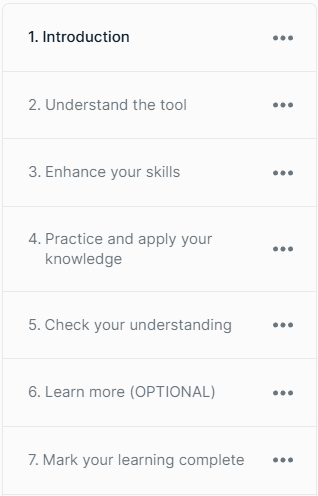 1. Introduction
2. Understand the tool
3. Enhance your skills
4. Practice and apply your
knowledge
5. Check your understanding
6. Learn more (OPTIONAL)
7. Mark your learning complete